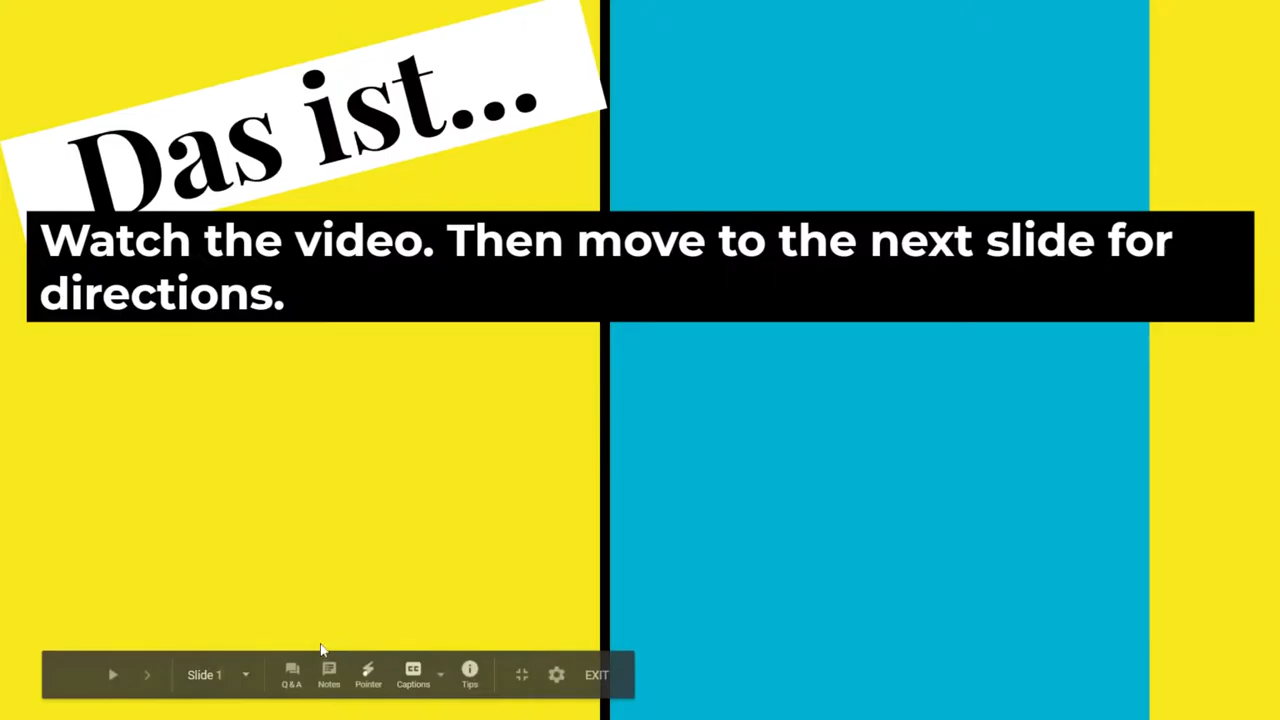 Das ist...
Watch the video. Then move to the next slide for
directions.
Slide 1
Q & A
Notes
Pointer
CC
Captions
Tips
EXIT